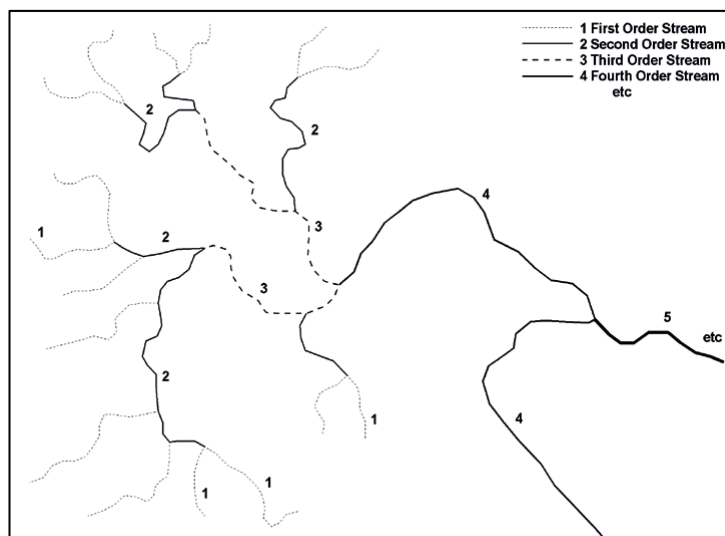 1 First Order Stream
2 Second Order Stream
3 Third Order Stream
4 Fourth Order Stream
etc
2
2
4
3
1
2
3
5
etc
2
1
4
1
1